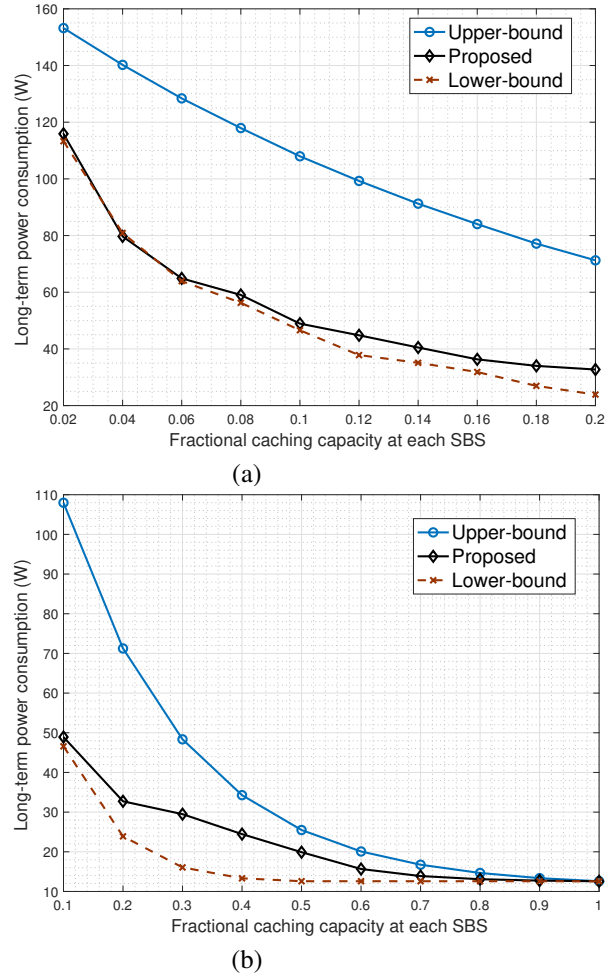 160
140
120
100
80
60
40
20
Long-term power consumption (W)
Upper-bound
Proposed
Lower-bound
0.02 0.04 0.06 0.08 0.1 0.12 0.14 0.16 0.18 0.2
Fractional caching capacity at each SBS
(a)
110
100
90
80
70
60
50
40
30
20
10
Long-term power consumption (W)
Upper-bound
Proposed
Lower-bound
0.1 0.2 0.3 0.4 0.5 0.6 0.7 0.8 0.9 1
Fractional caching capacity at each SBS
(b)